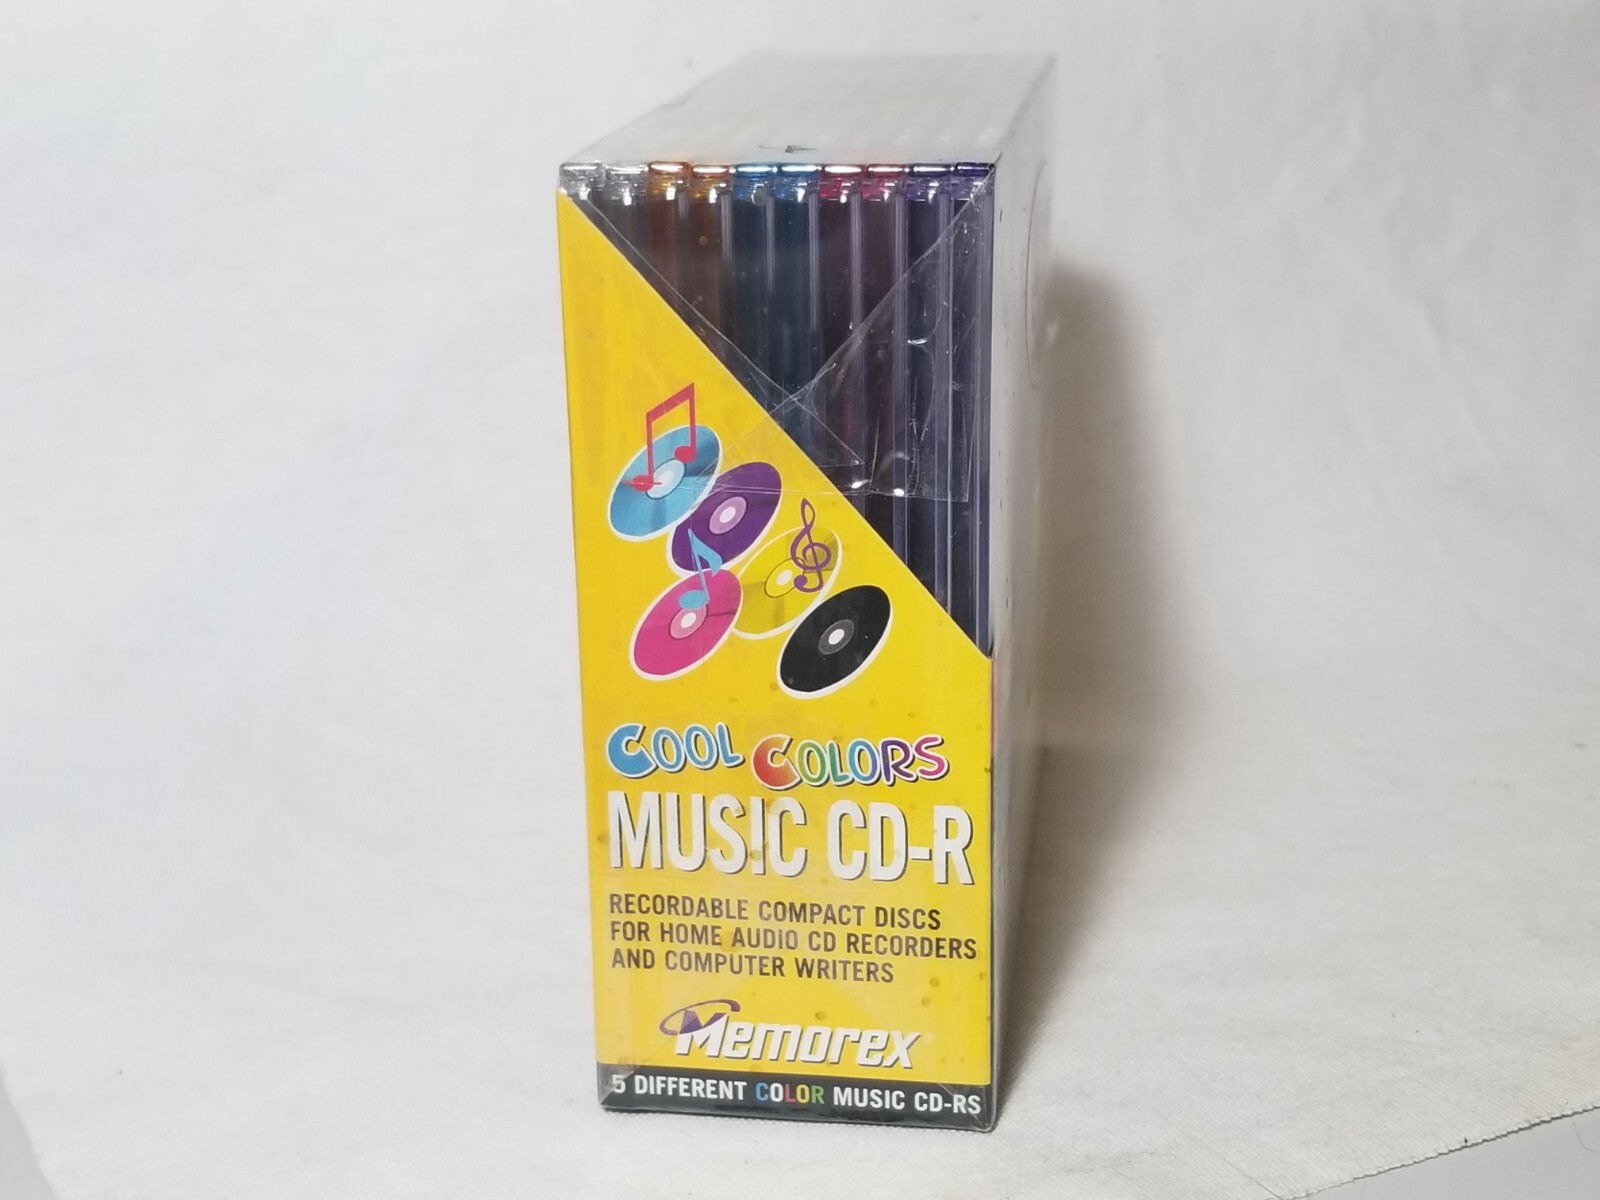 COOL COLORS
MUSIC CD-R
RECORDABLE COMPACT DISCS
FOR HOME AUDIO CD RECORDERS
AND COMPUTER WRITERS
Memorex
5 DIFFERENT COLOR MUSIC CD-RS